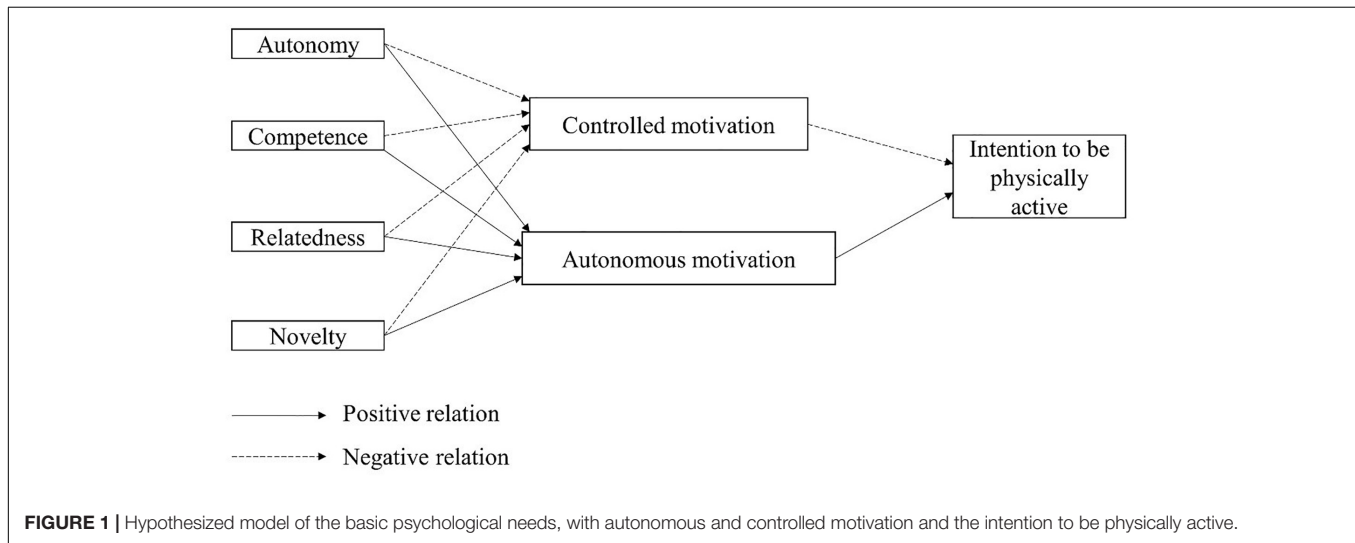 Autonomy
Competence
Relatedness
Novelty
Controlled motivation
Autonomous motivation
Intention to be
physically
active
Positive relation
Negative relation
FIGURE 1 | Hypothesized model of the basic psychological needs, with autonomous and controlled motivation and the intention to be physically active.